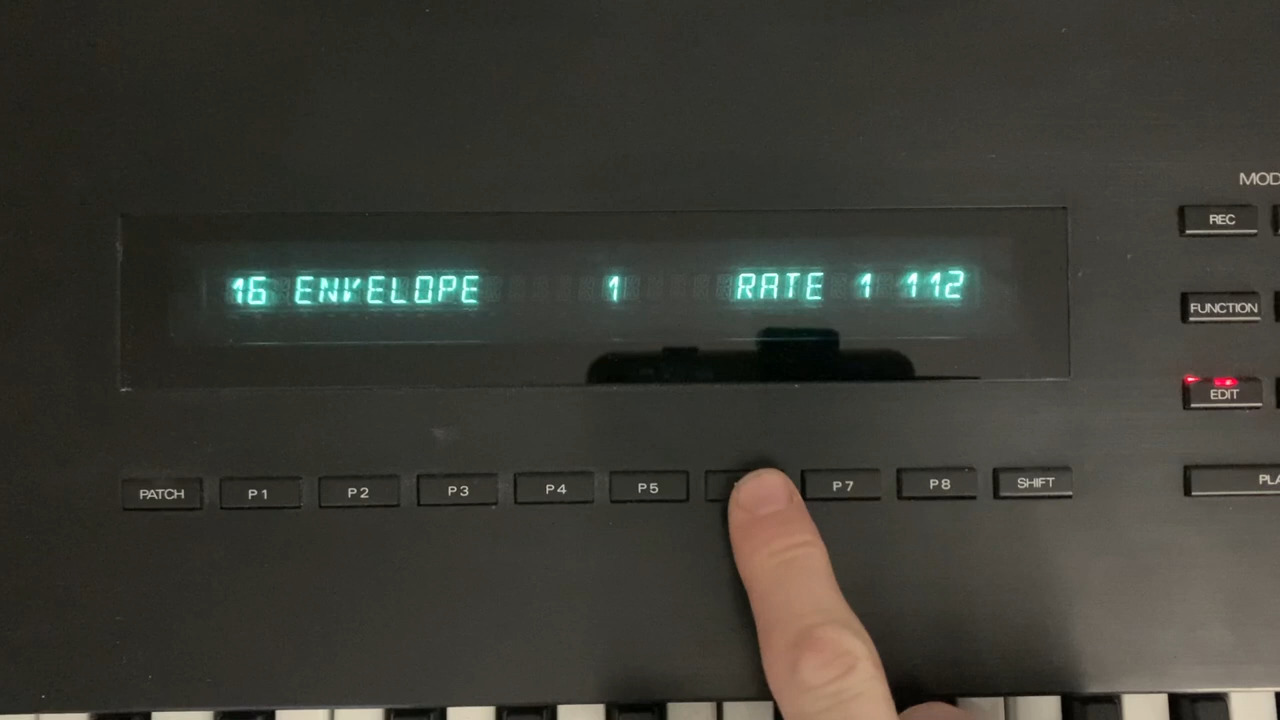 MOD
REC
16 ENVELOPE 1 RATE 1 112
FUNCTION
EDIT
PATCH P1 P2 P3 P4 P5 P7 P8 SHIFT
PLA